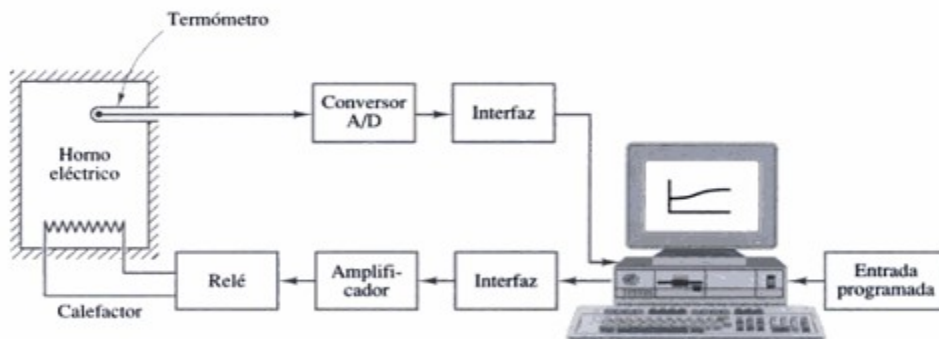 Termómetro
Conversor
A/D
Interfaz
Horno
eléctrico
Relé
Amplifi-
cador
Interfaz
Entrada
programada
Calefactor